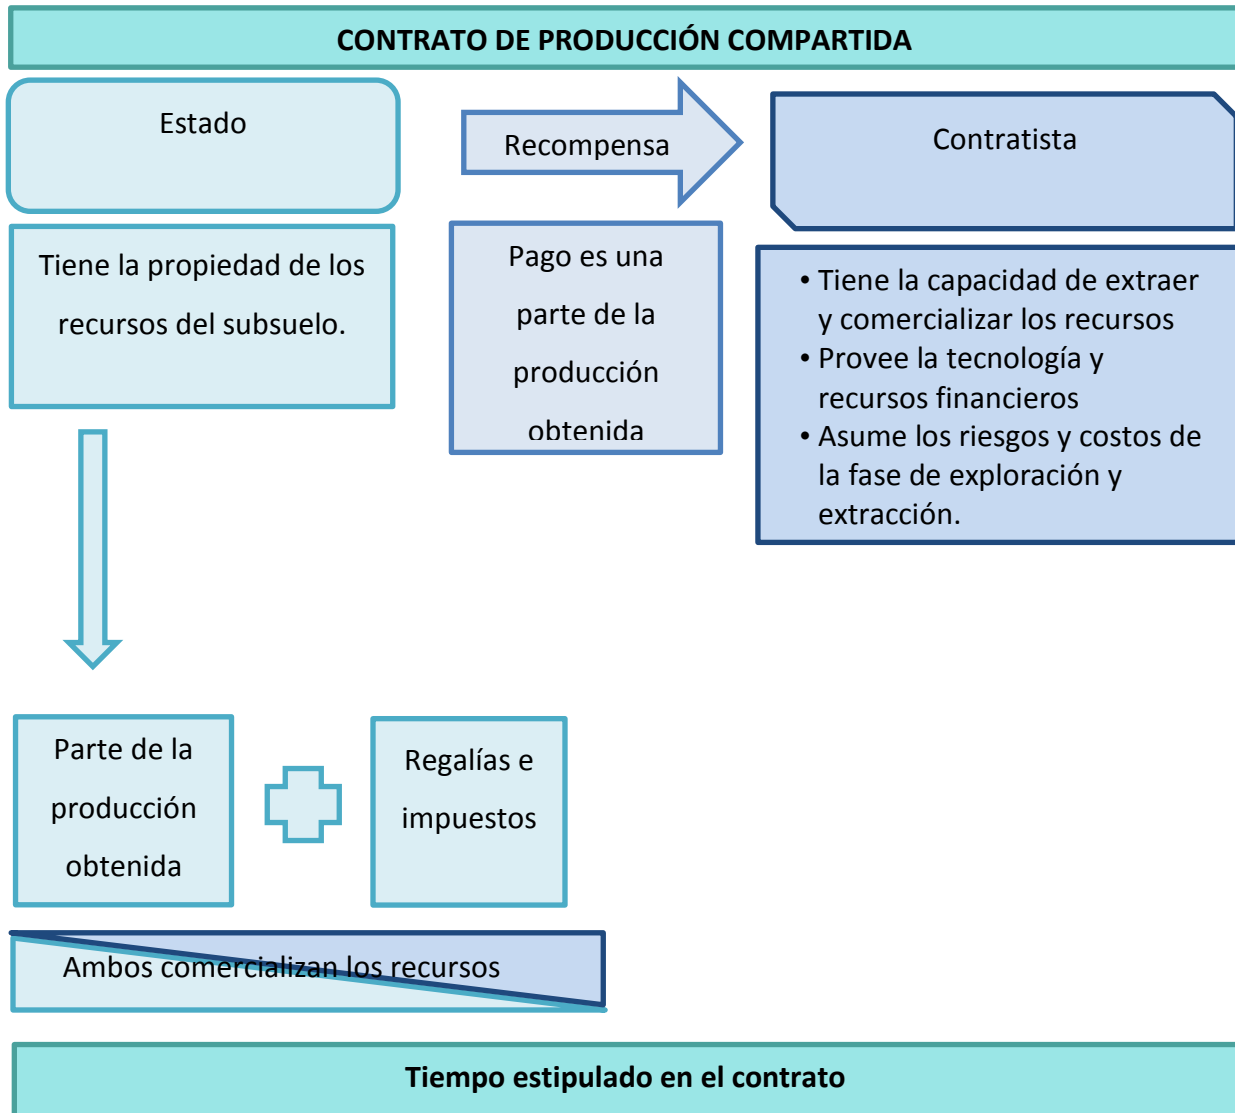 CONTRATO DE PRODUCCIÓN COMPARTIDA
Estado
Recompensa
Contratista
Tiene la propiedad de los
recursos del subsuelo.
Pago es una
parte de la
producción
obtenida
• Tiene la capacidad de extraer
y comercializar los recursos
• Provee la tecnología y
recursos financieros
• Asume los riesgos y costos de
la fase de exploración y
extracción.
Parte de la
producción
obtenida
Regalías e
impuestos
Ambos comercializan los recursos
Tiempo estipulado en el contrato